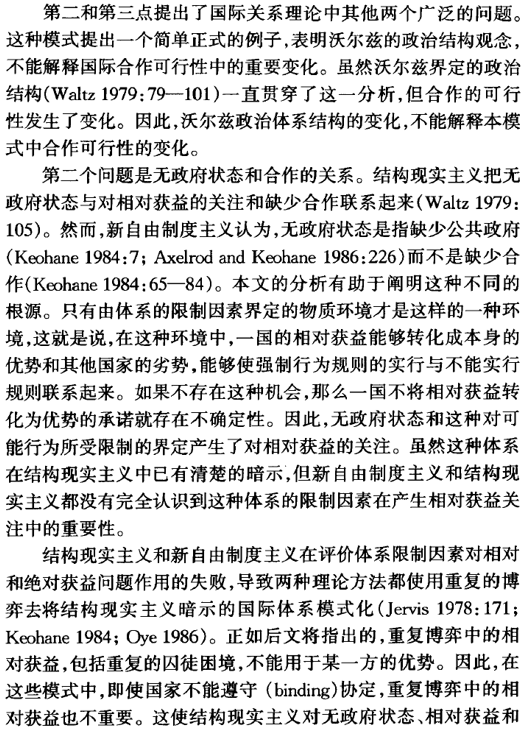 第二和第三点提出了国际关系理论中其他两个广泛的问题。
这种模式提出一个简单正式的例子,表明沃尔兹的政治结构观念,
不能解释国际合作可行性中的重要变化。虽然沃尔兹界定的政治
结构(Waltz 1979:79—101)一直贯穿了这一分析,但合作的可行
性发生了变化。因此,沃尔兹政治体系结构的变化,不能解释本模
式中合作可行性的变化。
第二个问题是无政府状态和合作的关系。结构现实主义把无
政府状态与对相对获益的关注和缺少合作联系起来(Waltz 1979:
105)。然而,新自由制度主义认为,无政府状态是指缺少公共政府
(Keohane 1984:7; Axelrod and Keohane 1986:226)而不是缺少合
作(Keohane 1984:65—84)。本文的分析有助于阐明这种不同的
根源。只有由体系的限制因素界定的物质环境才是这样的一种环
境,这就是说,在这种环境中,一国的相对获益能够转化成本身的
优势和其他国家的劣势,能够使强制行为规则的实行与不能实行
规则联系起来。如果不存在这种机会,那么一国不将相对获益转
化为优势的承诺就存在不确定性。因此,无政府状态和这种对可
能行为所受限制的界定产生了对相对获益的关注。虽然这种体系
在结构现实主义中已有清楚的暗示,但新自由制度主义和结构现
实主义都没有完全认识到这种体系的限制因素在产生相对获益关
注中的重要性。
结构现实主义和新自由制度主义在评价体系限制因素对相对
和绝对获益问题作用的失败,导致两种理论方法都使用重复的博
弈去将结构现实主义暗示的国际体系模式化(Jervis 1978:171;
Keohane 1984; Oye 1986)。正如后文将指出的,重复博弈中的相
对获益,包括重复的囚徒困境,不能用于某一方的优势。因此,在
这些模式中,即使国家不能遵守 (binding)协定,重复博弈中的相
对获益也不重要。这使结构现实主义对无政府状态、相对获益和